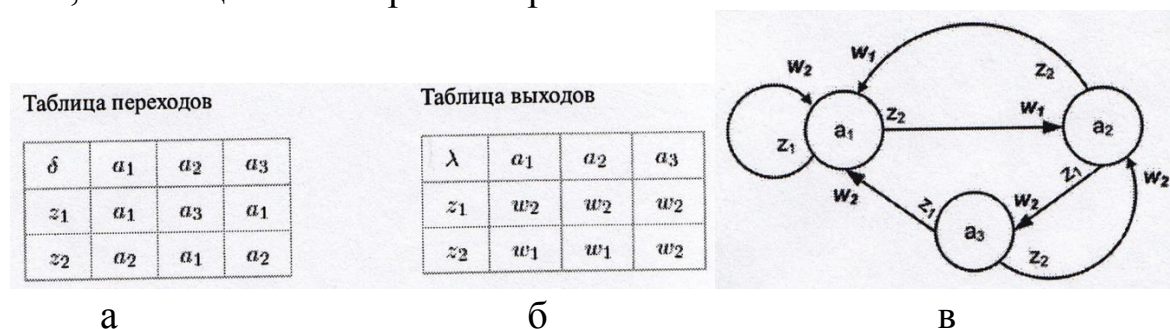 Таблица переходов
δ a₁ a₂ a₃
z₁ a₁ a₃ a₁
z₂ a₂ a₁ a₂
а
Таблица выходов
λ a₁ a₂ a₃
z₁ w₂ w₂ w₂
z₂ w₁ w₁ w₂
б
w₁ z₂
w₂
z₁ a₁ z₂ w₁ a₂
w₂ z₁ w₂ z₁ w₂
a₃
z₂
в